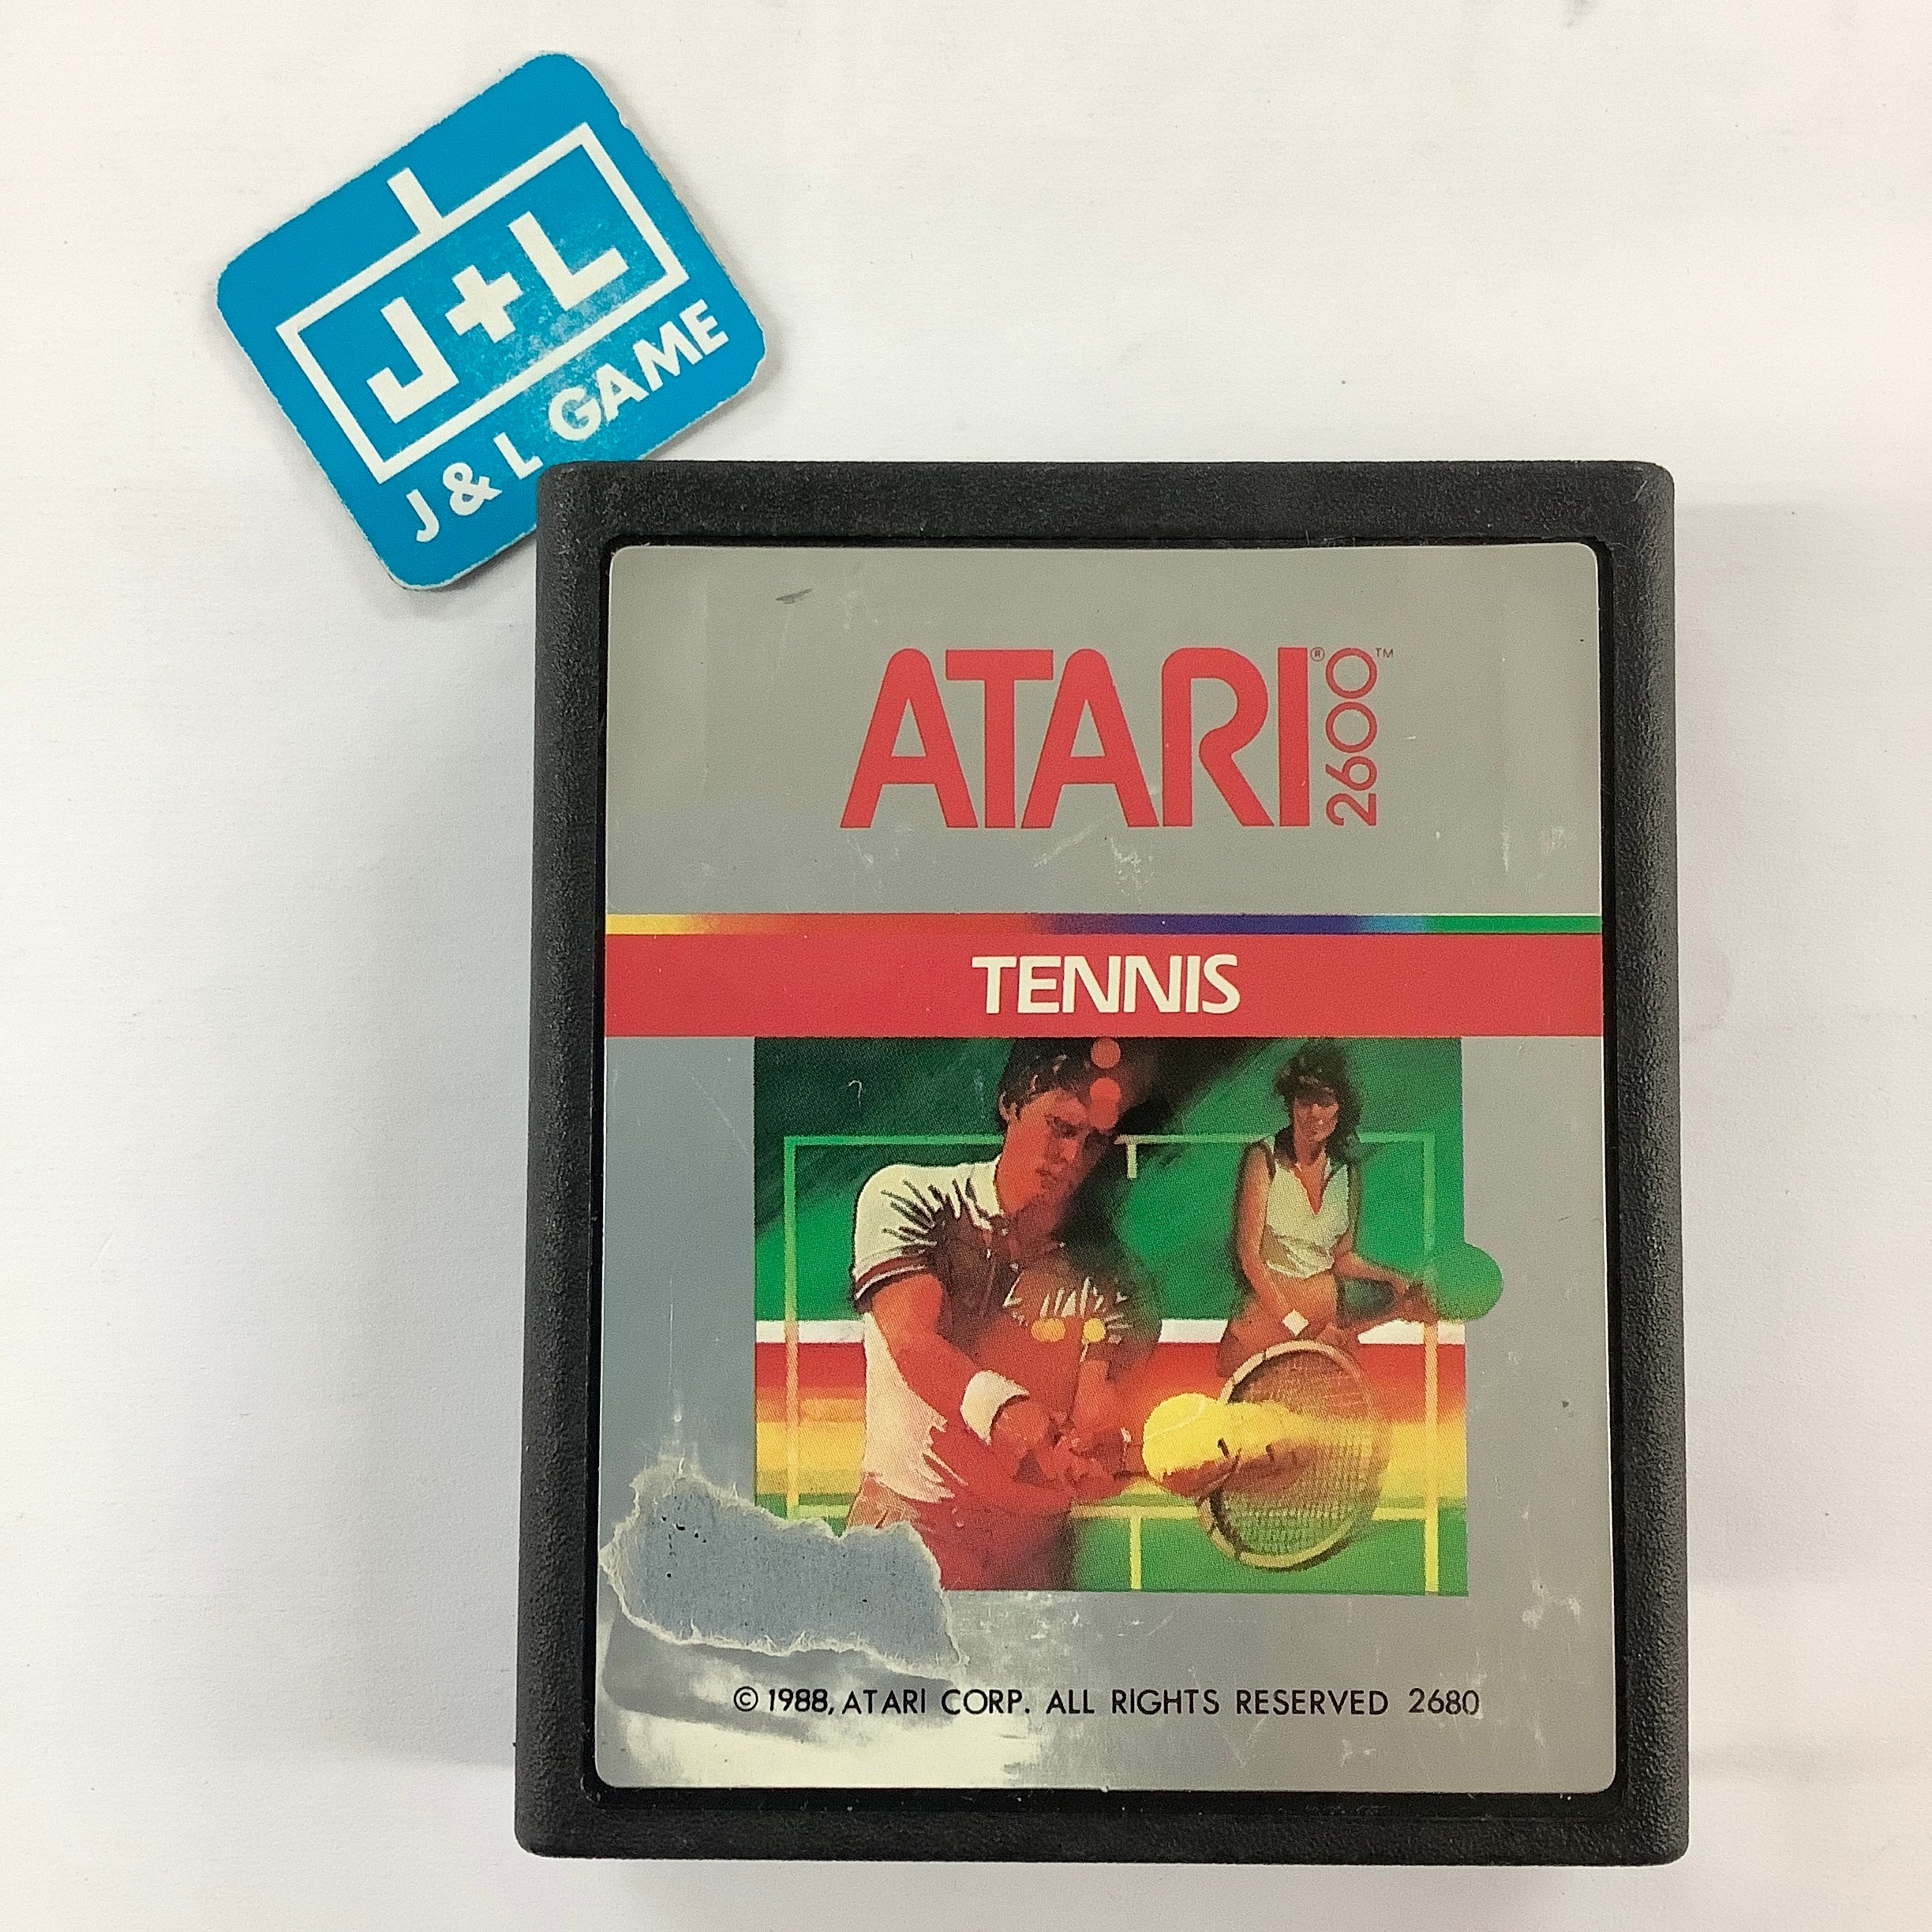 J+L
J & L GAME
ATARI® 2600™
TENNIS
© 1988, ATARI CORP. ALL RIGHTS RESERVED 2680